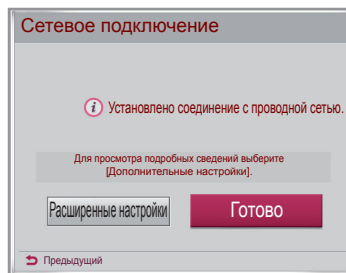 Сетевое подключение
Установлено соединение с проводной сетью.
Для просмотра подробных сведений выберите
[Дополнительные настройки].
Расширенные настройки Готово
Предыдущий